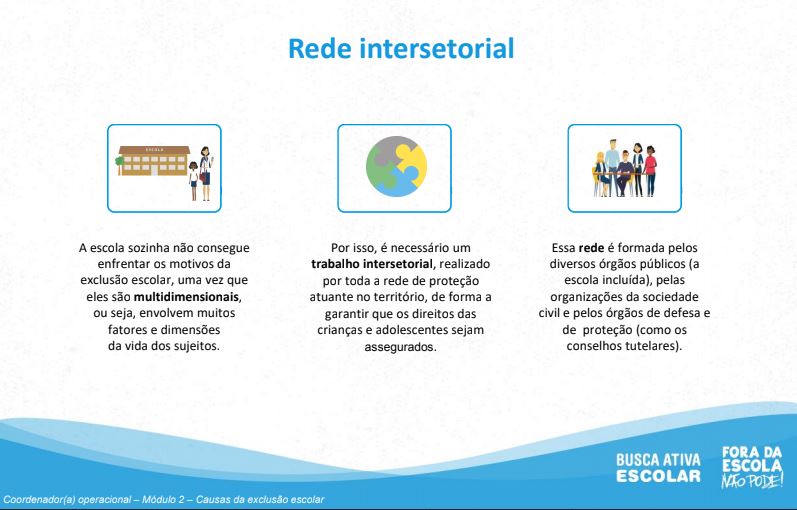 Rede intersetorial
ESCOLA
A escola sozinha não consegue
enfrentar os motivos da
exclusão escolar, uma vez que
eles são multidimensionais,
ou seja, envolvem muitos
fatores e dimensões
da vida dos sujeitos.
Por isso, é necessário um
trabalho intersetorial, realizado
por toda a rede de proteção
atuante no território, de forma a
garantir que os direitos das
crianças e adolescentes sejam
assegurados.
Essa rede é formada pelos
diversos órgãos públicos (a
escola incluída), pelas
organizações da sociedade
civil e pelos órgãos de defesa e
de proteção (como os
conselhos tutelares).
BUSCA ATIVA
ESCOLAR
FORA DA
ESCOLA
NÃO PODE!
Coordenador(a) operacional – Módulo 2 – Causas da exclusão escolar